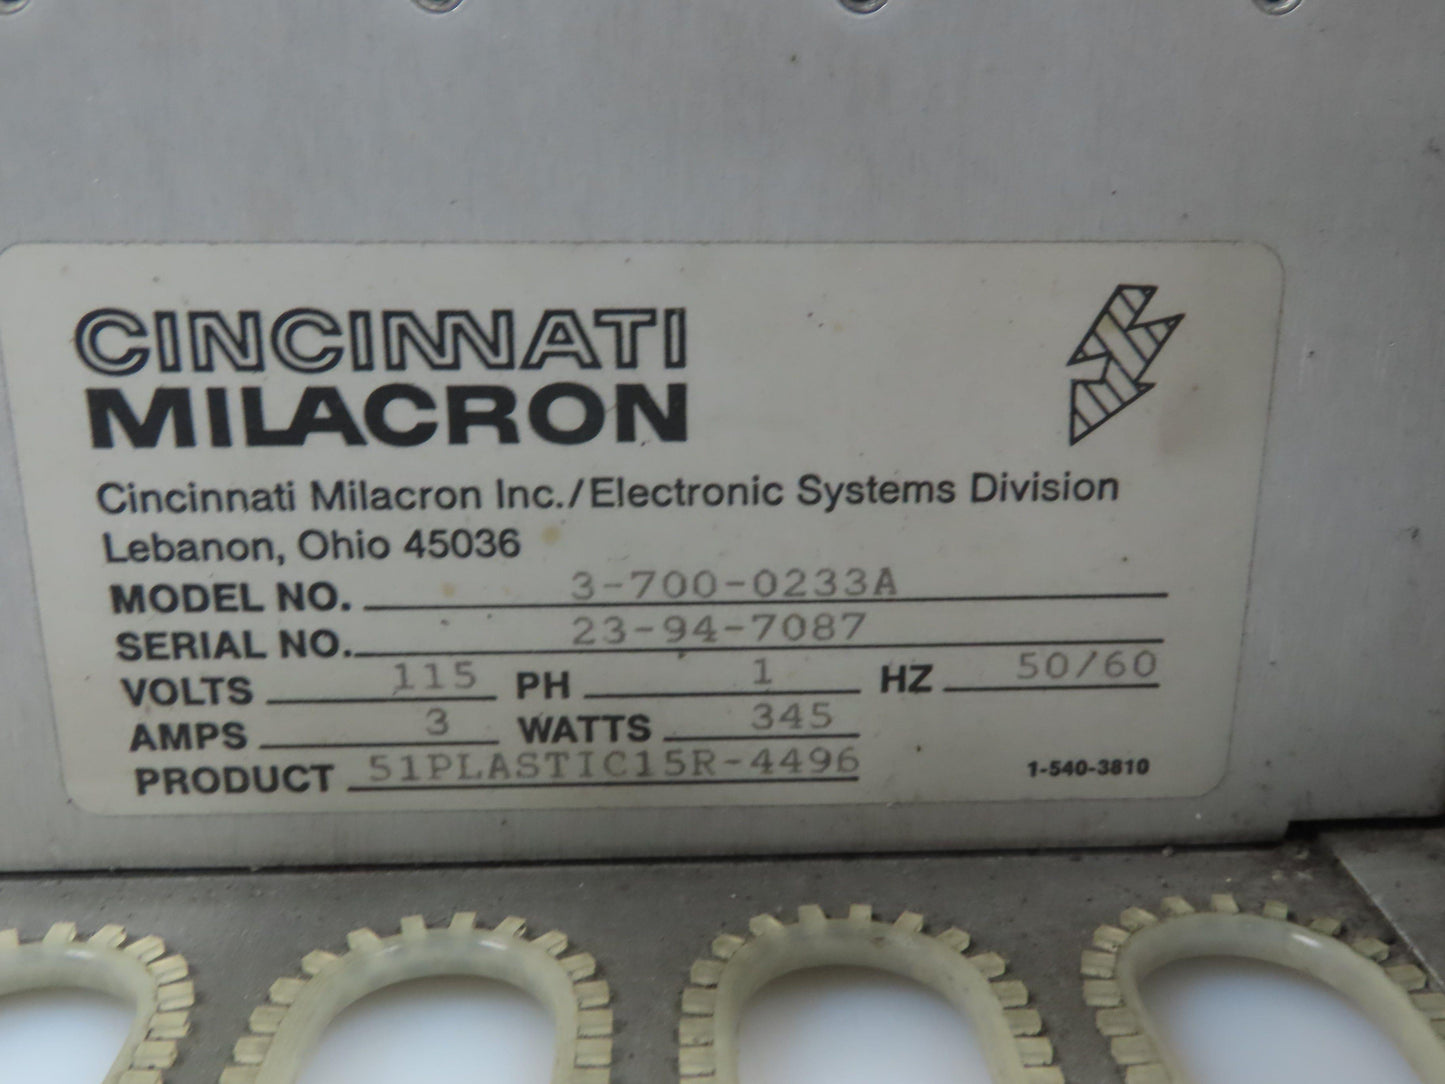 CINCINNATI
MILACRON
Cincinnati Milacron Inc./Electronic Systems Division
Lebanon, Ohio 45036
MODEL NO. 3-700-0233A
SERIAL NO. 23-94-7087
VOLTS 115 PH 1 HZ 50/60
AMPS 3 WATTS 345
PRODUCT 51PLASTIC15R-4496 1-540-3810